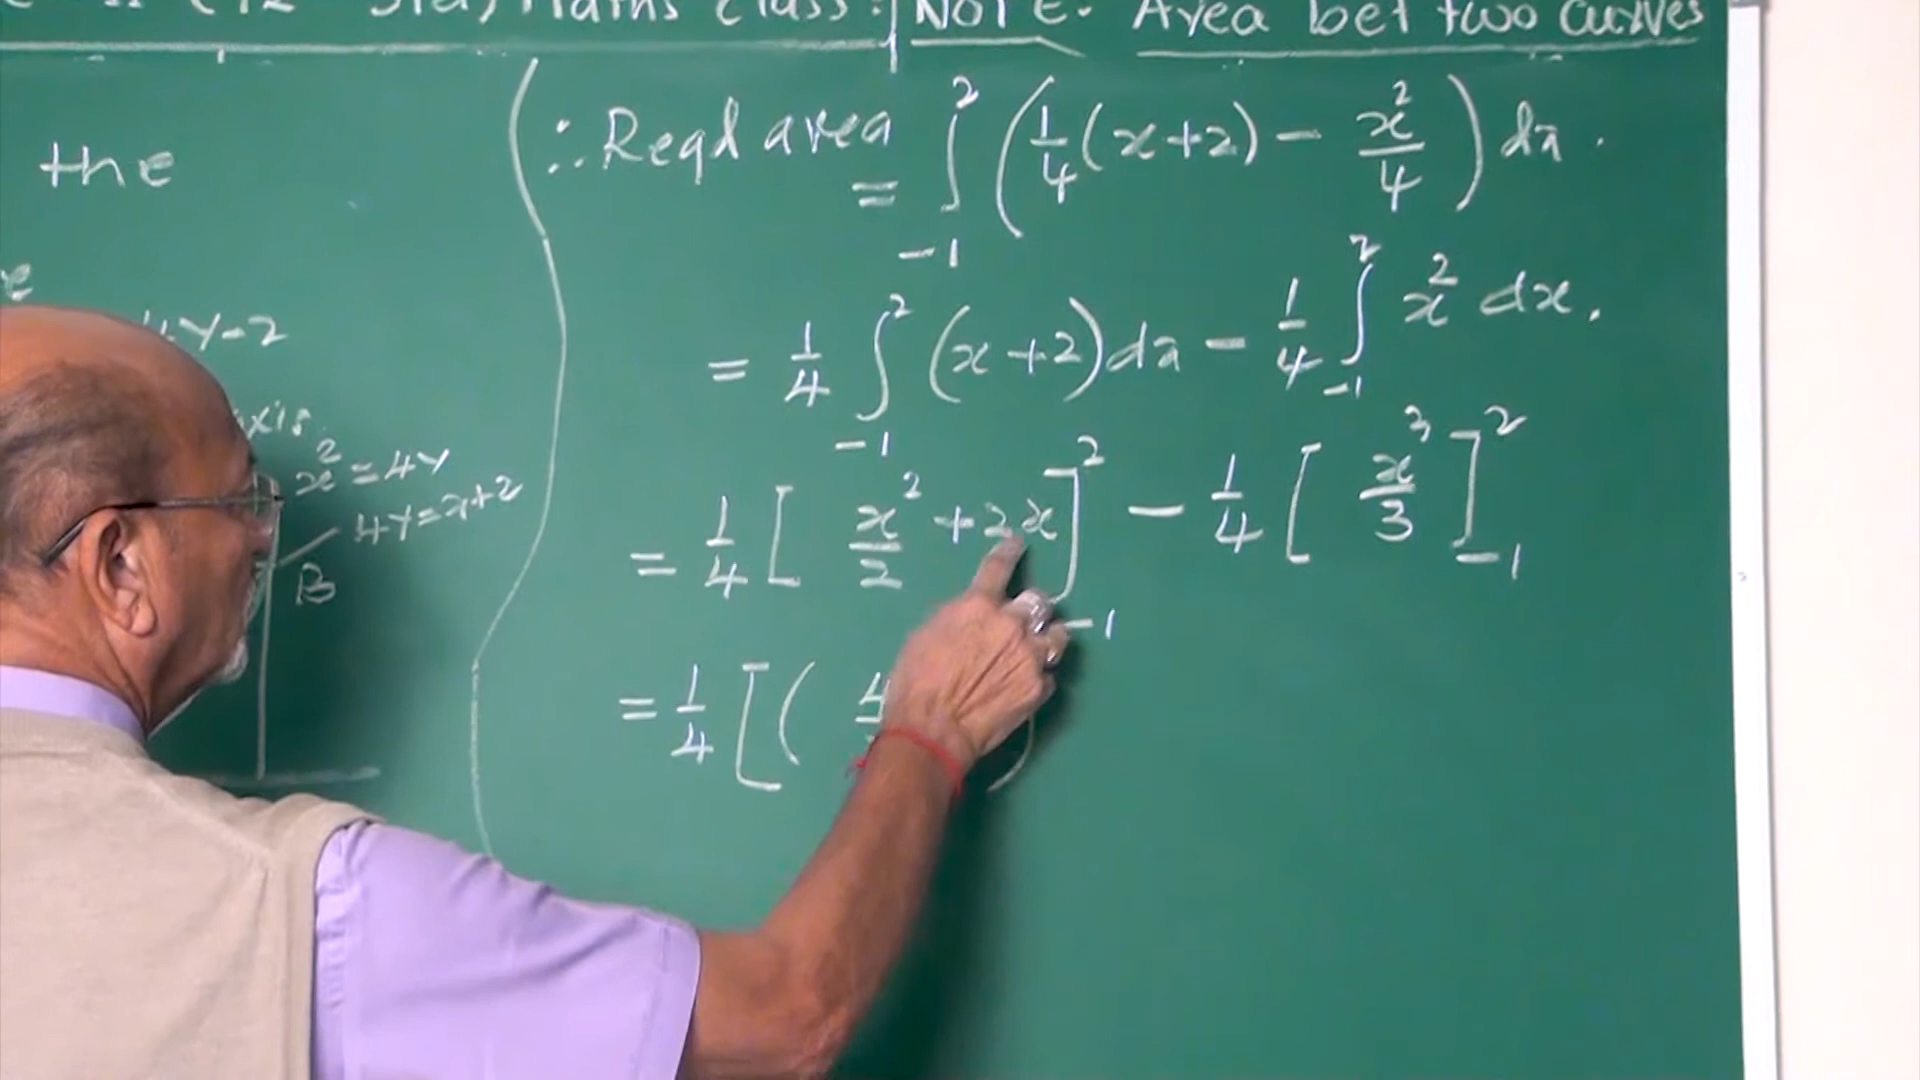 Maths class: NOTE: Area bet two curves
the
4y-2
axis.
x² = 4y
4y = x+2
B
∴ Reqd area = ∫₋₁² (1/4 (x+2) - x²/4) dx.
= 1/4 ∫₋₁² (x+2) dx - 1/4 ∫₋₁² x² dx.
= 1/4 [x²/2 + 2x]₋₁² - 1/4 [x³/3]₋₁²
= 1/4 [( 4 )